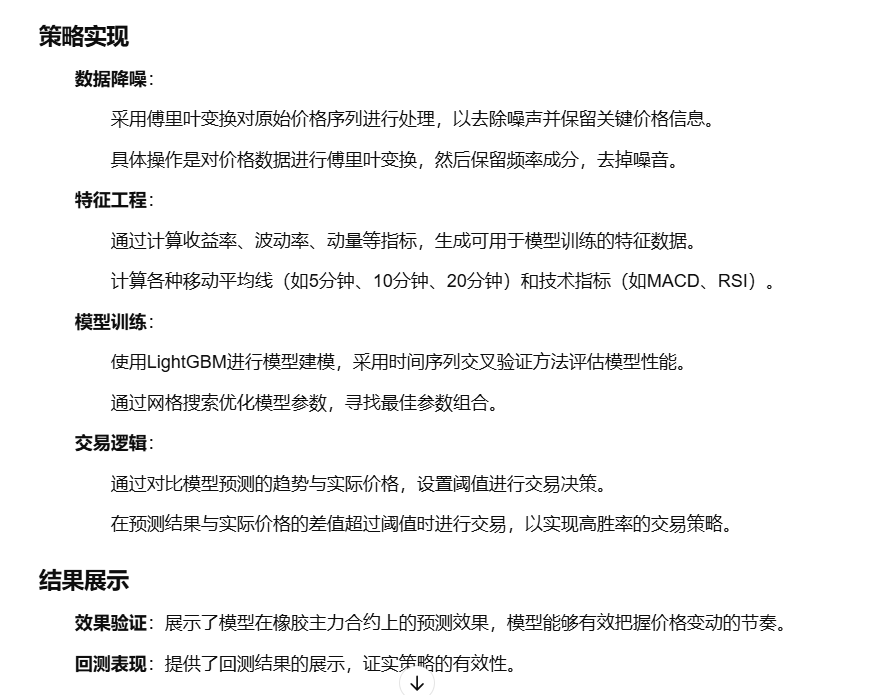 策略实现
数据降噪：
采用傅里叶变换对原始价格序列进行处理，以去除噪声并保留关键价格信息。
具体操作是对价格数据进行傅里叶变换，然后保留频率成分，去掉噪音。
特征工程：
通过计算收益率、波动率、动量等指标，生成可用于模型训练的特征数据。
计算各种移动平均线（如5分钟、10分钟、20分钟）和技术指标（如MACD、RSI）。
模型训练：
使用LightGBM进行模型建模，采用时间序列交叉验证方法评估模型性能。
通过网格搜索优化模型参数，寻找最佳参数组合。
交易逻辑：
通过对比模型预测的趋势与实际价格，设置阈值进行交易决策。
在预测结果与实际价格的差值超过阈值时进行交易，以实现高胜率的交易策略。
结果展示
效果验证：展示了模型在橡胶主力合约上的预测效果，模型能够有效把握价格变动的节奏。
回测表现：提供了回测结果的展示，证实策略的有效性。